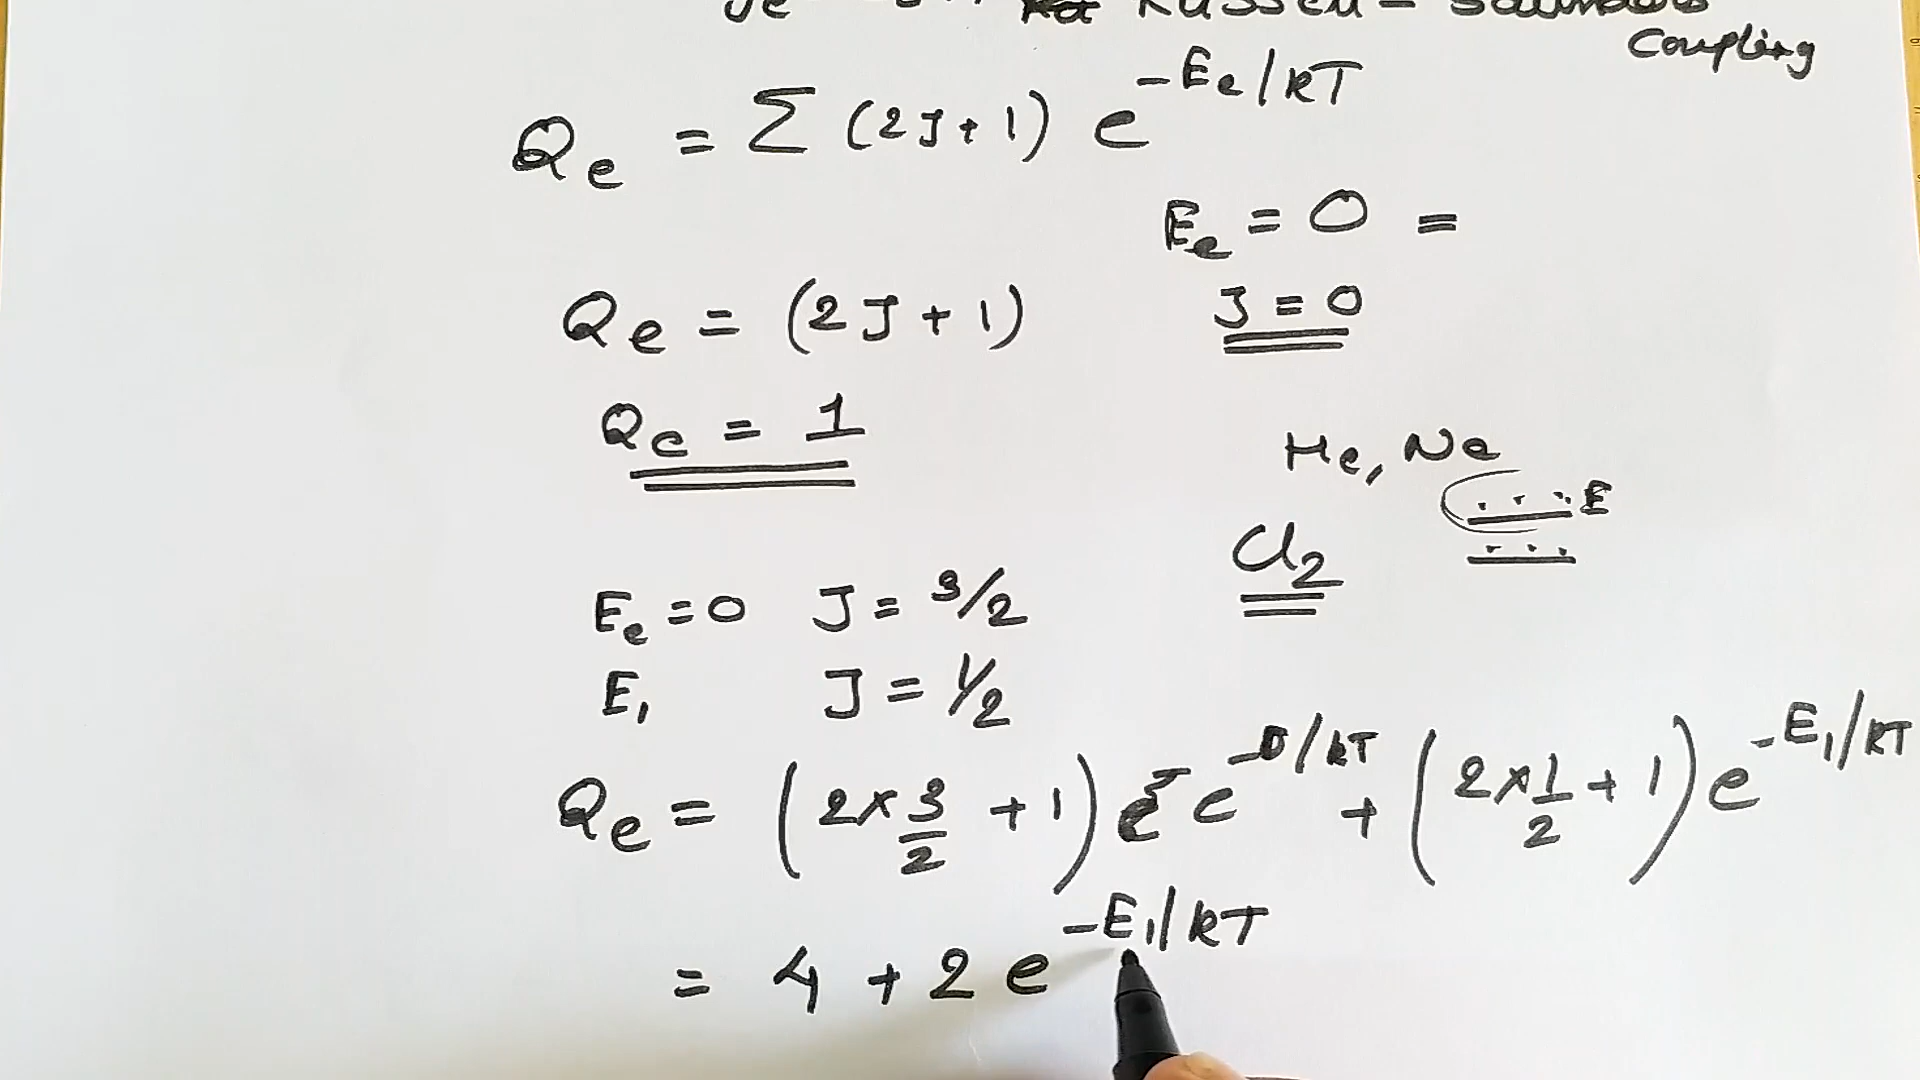 Russell - Saunders
Coupling
Qe = Σ (2J+1) e^-Ee/kT
Ee = 0 =
J = 0
Qe = (2J+1)
Qe = 1
He, Ne
E
Cl2
Ee = 0 J = 3/2
E1 J = 1/2
Qe = (2×3/2 +1) e^-0/kT + (2×1/2+1) e^-E1/kT
= 4 + 2 e^-E1/kT